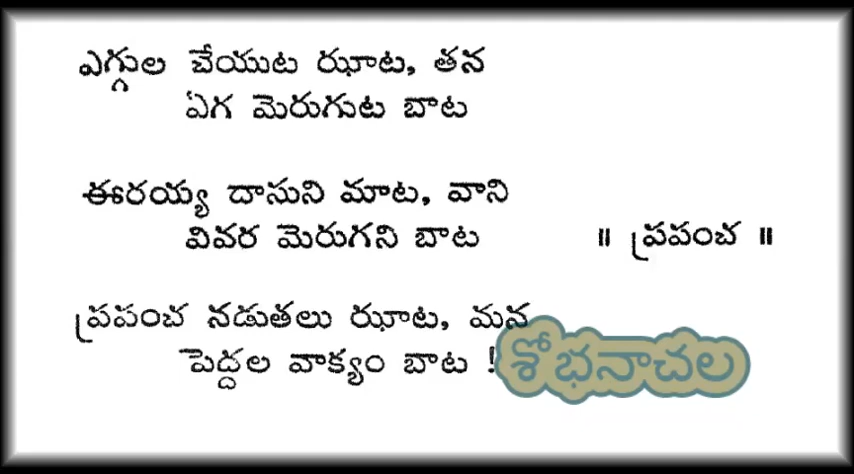 ఎగ్గుల చేయుట ఝాట, తన
ఏగ మెరుగుట బాట
ఈరయ్య దాసుని మాట, వాని
వివర మెరుగని బాట ॥ ప్రపంచ ॥
ప్రపంచ నడుతలు ఝాట, మన
పెద్దల వాక్యం బాట !
శోభనాచల